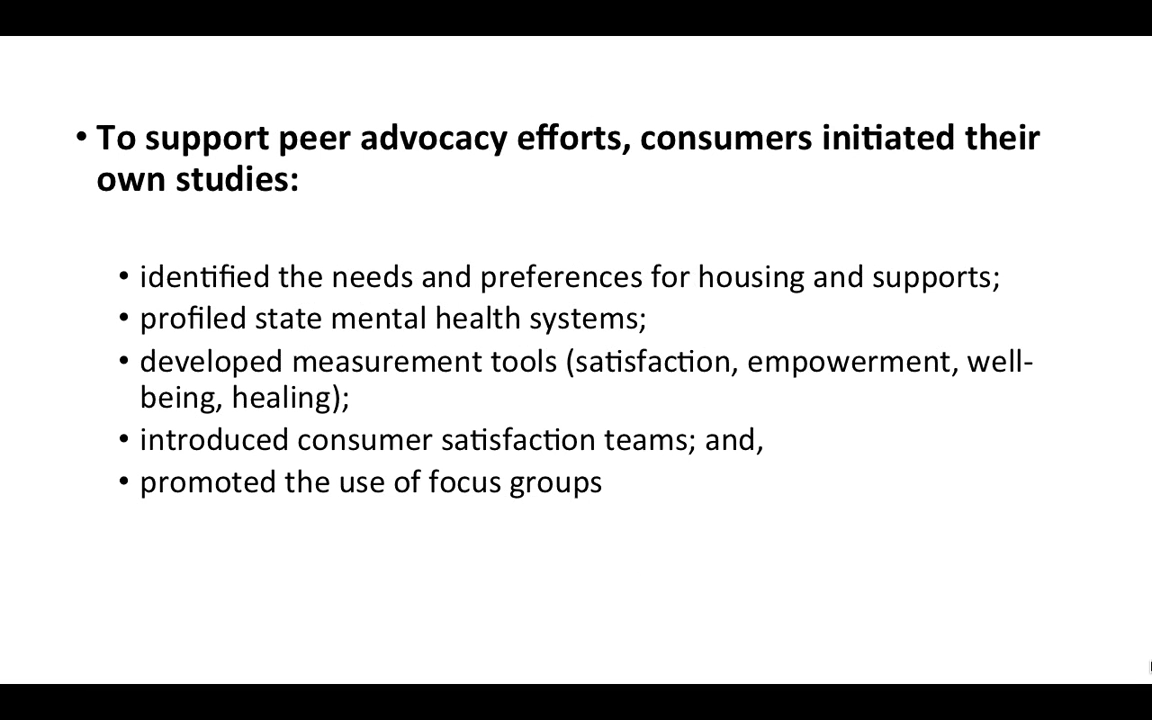 • To support peer advocacy efforts, consumers initiated their
own studies:
• identified the needs and preferences for housing and supports;
• profiled state mental health systems;
• developed measurement tools (satisfaction, empowerment, well-
being, healing);
• introduced consumer satisfaction teams; and,
• promoted the use of focus groups